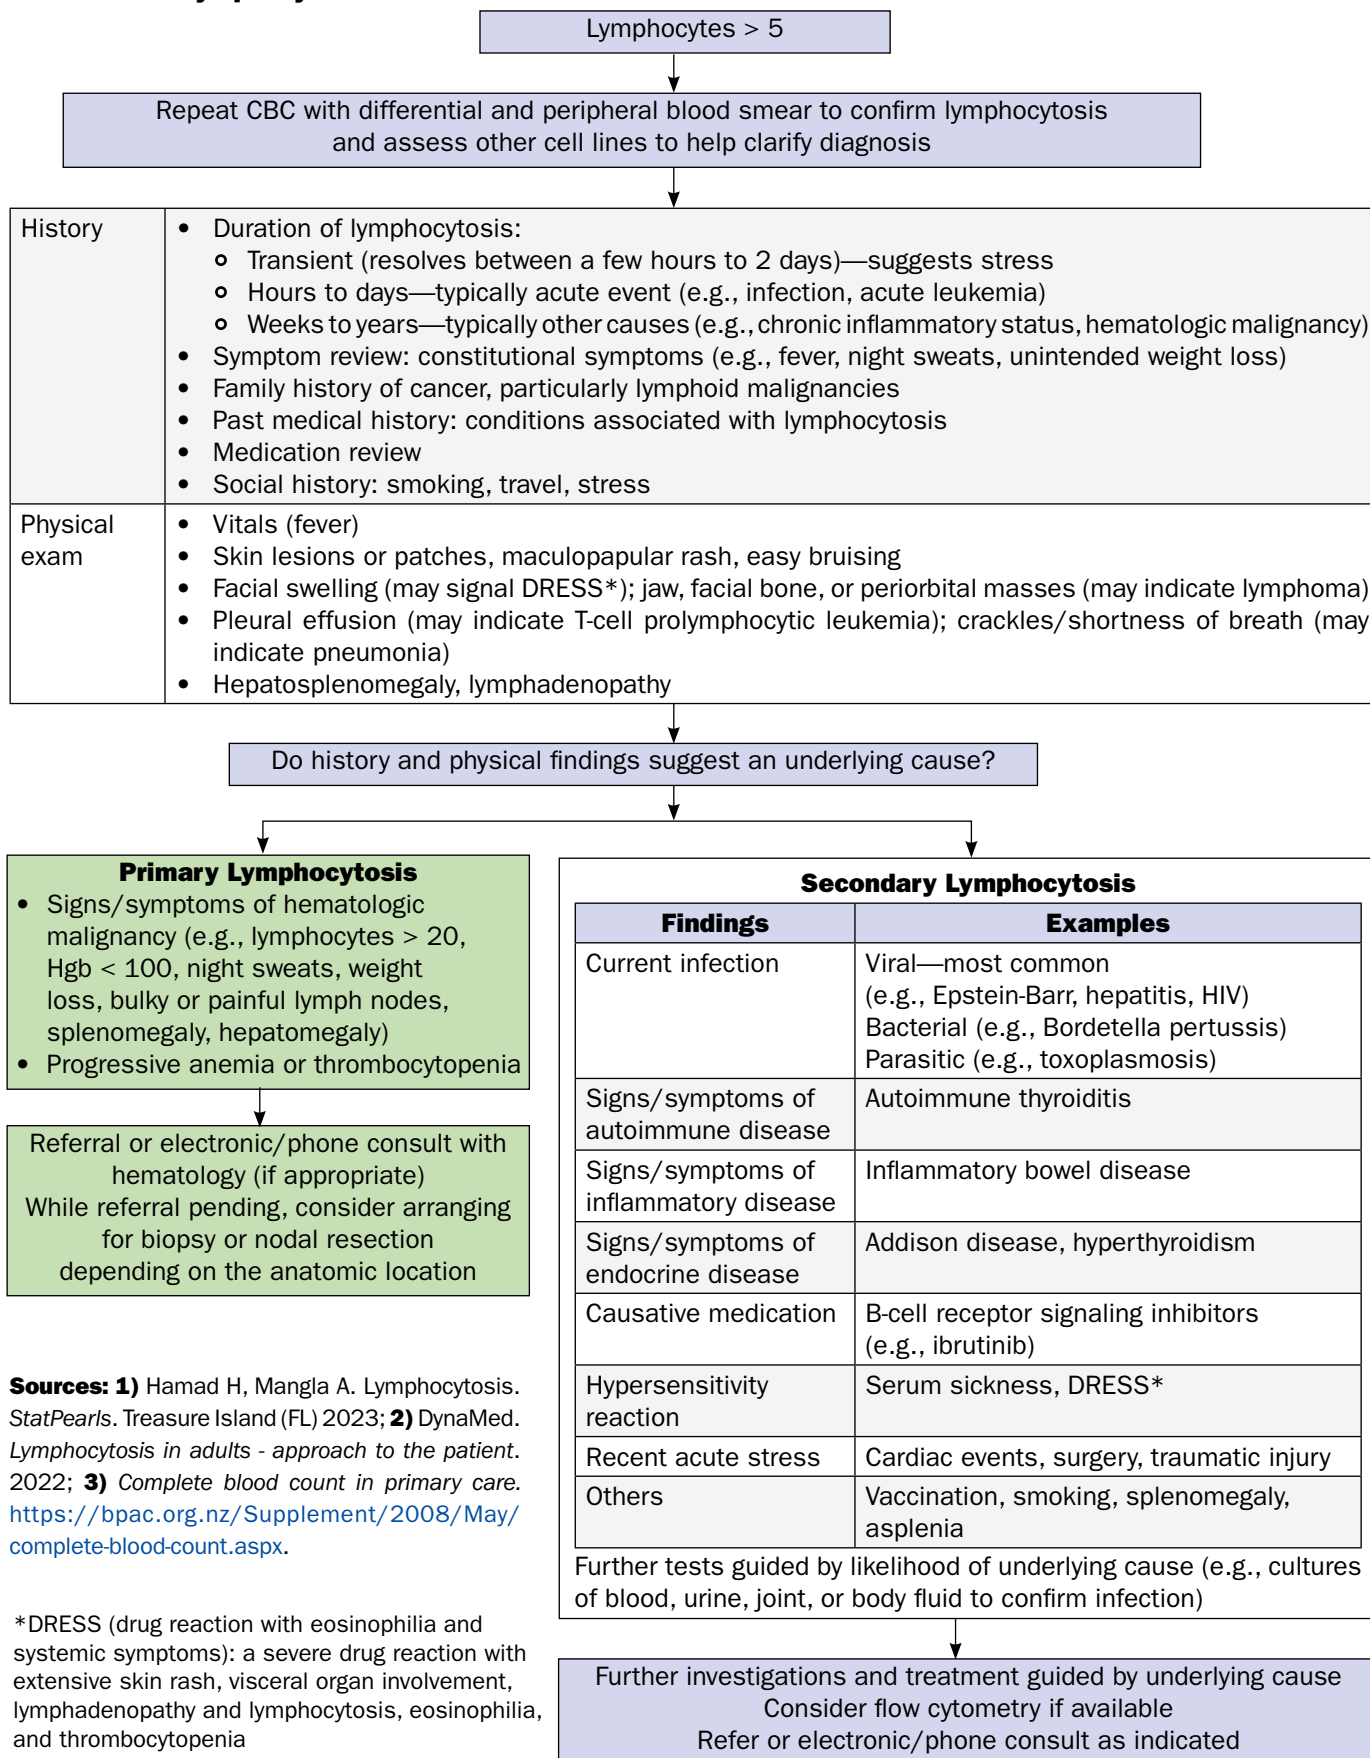 Lymphocytes > 5
Repeat CBC with differential and peripheral blood smear to confirm lymphocytosis
and assess other cell lines to help clarify diagnosis
History
• Duration of lymphocytosis:
o Transient (resolves between a few hours to 2 days)—suggests stress
o Hours to days—typically acute event (e.g., infection, acute leukemia)
o Weeks to years—typically other causes (e.g., chronic inflammatory status, hematologic malignancy)
• Symptom review: constitutional symptoms (e.g., fever, night sweats, unintended weight loss)
• Family history of cancer, particularly lymphoid malignancies
• Past medical history: conditions associated with lymphocytosis
• Medication review
• Social history: smoking, travel, stress
Physical
exam
• Vitals (fever)
• Skin lesions or patches, maculopapular rash, easy bruising
• Facial swelling (may signal DRESS*); jaw, facial bone, or periorbital masses (may indicate lymphoma)
• Pleural effusion (may indicate T-cell prolymphocytic leukemia); crackles/shortness of breath (may
indicate pneumonia)
• Hepatosplenomegaly, lymphadenopathy
Do history and physical findings suggest an underlying cause?
Primary Lymphocytosis
• Signs/symptoms of hematologic
malignancy (e.g., lymphocytes > 20,
Hgb < 100, night sweats, weight
loss, bulky or painful lymph nodes,
splenomegaly, hepatomegaly)
• Progressive anemia or thrombocytopenia
Referral or electronic/phone consult with
hematology (if appropriate)
While referral pending, consider arranging
for biopsy or nodal resection
depending on the anatomic location
Secondary Lymphocytosis
Findings
Examples
Current infection
Viral—most common
(e.g., Epstein-Barr, hepatitis, HIV)
Bacterial (e.g., Bordetella pertussis)
Parasitic (e.g., toxoplasmosis)
Signs/symptoms of
autoimmune disease
Autoimmune thyroiditis
Signs/symptoms of
inflammatory disease
Inflammatory bowel disease
Signs/symptoms of
endocrine disease
Addison disease, hyperthyroidism
Causative medication
B-cell receptor signaling inhibitors
(e.g., ibrutinib)
Hypersensitivity
reaction
Serum sickness, DRESS*
Recent acute stress
Cardiac events, surgery, traumatic injury
Others
Vaccination, smoking, splenomegaly,
asplenia
Further tests guided by likelihood of underlying cause (e.g., cultures
of blood, urine, joint, or body fluid to confirm infection)
Further investigations and treatment guided by underlying cause
Consider flow cytometry if available
Refer or electronic/phone consult as indicated
Sources: 1) Hamad H, Mangla A. Lymphocytosis.
StatPearls. Treasure Island (FL) 2023; 2) DynaMed.
Lymphocytosis in adults - approach to the patient.
2022; 3) Complete blood count in primary care.
https://bpac.org.nz/Supplement/2008/May/
complete-blood-count.aspx.
*DRESS (drug reaction with eosinophilia and
systemic symptoms): a severe drug reaction with
extensive skin rash, visceral organ involvement,
lymphadenopathy and lymphocytosis, eosinophilia,
and thrombocytopenia